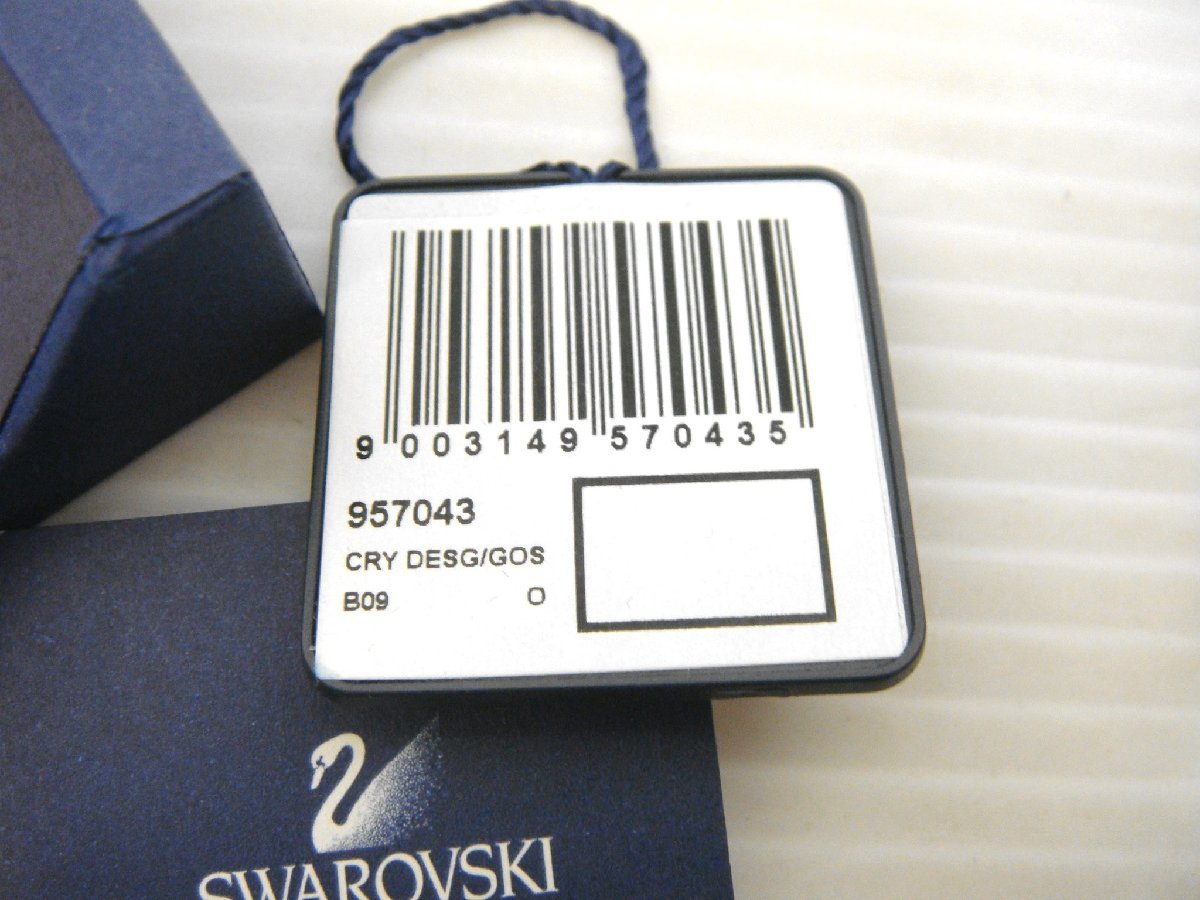 9 003149 570435
957043
CRY DESG/GOS
B09 O
SWAROVSKI